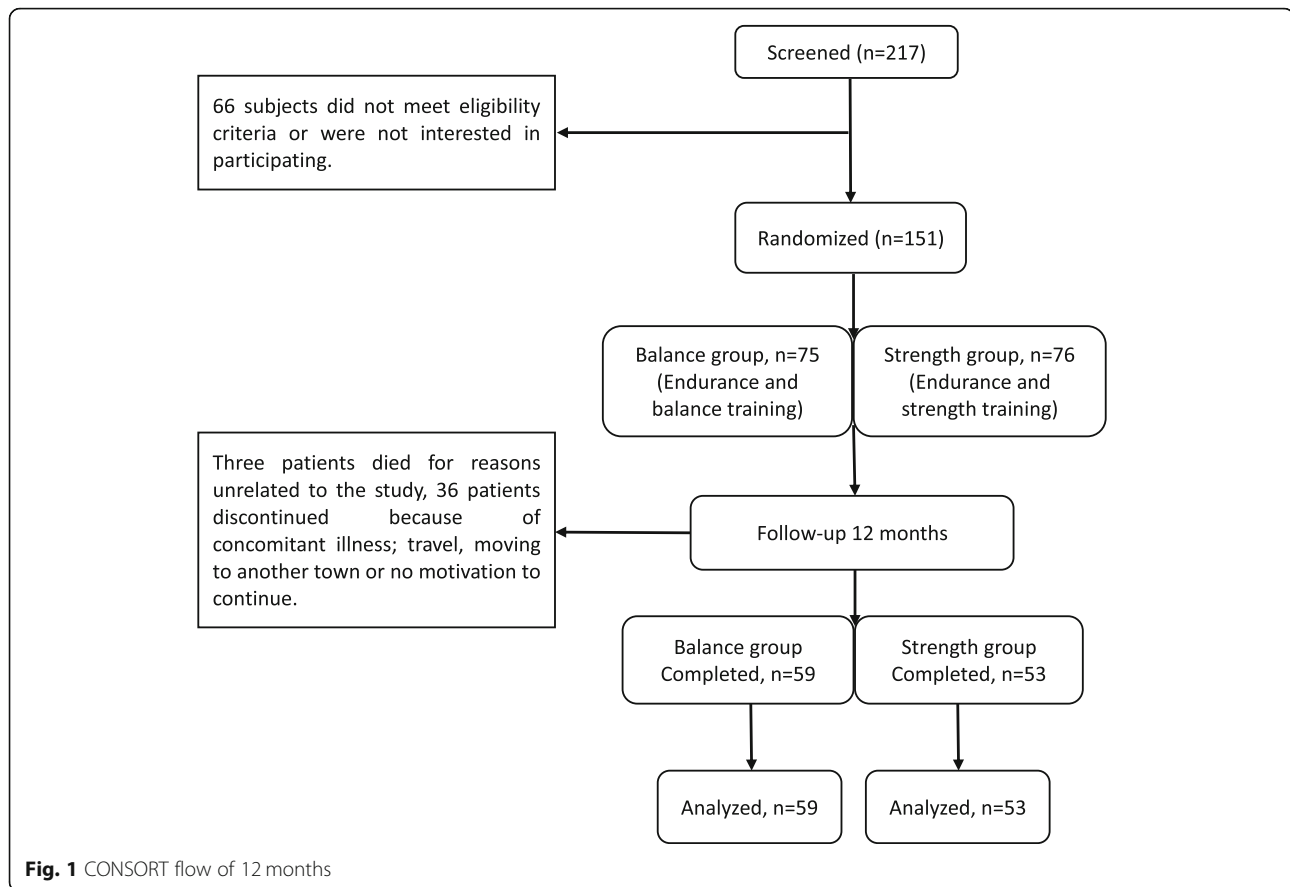 Screened (n=217)
66 subjects did not meet eligibility
criteria or were not interested in
participating.
Randomized (n=151)
Balance group, n=75
(Endurance and
balance training)
Strength group, n=76
(Endurance and
strength training)
Three patients died for reasons
unrelated to the study, 36 patients
discontinued because of
concomitant illness; travel, moving
to another town or no motivation to
continue.
Follow-up 12 months
Balance group
Completed, n=59
Strength group
Completed, n=53
Analyzed, n=59
Analyzed, n=53
Fig. 1 CONSORT flow of 12 months